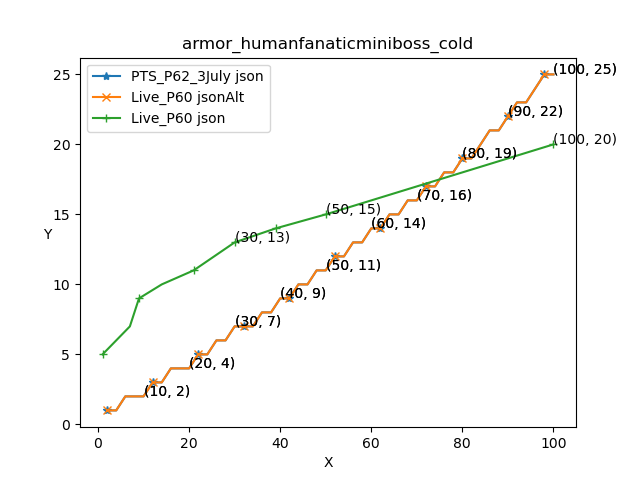 armor_humanfanaticminiboss_cold
PTS_P62_3July json
Live_P60 jsonAlt
Live_P60 json
25
20
15
10
5
0
Y
(100, 25)
(90, 22)
(100, 20)
(80, 19)
(70, 16)
(50, 15)
(60, 14)
(30, 13)
(50, 11)
(40, 9)
(30, 7)
(20, 4)
(10, 2)
0 20 40 60 80 100
X